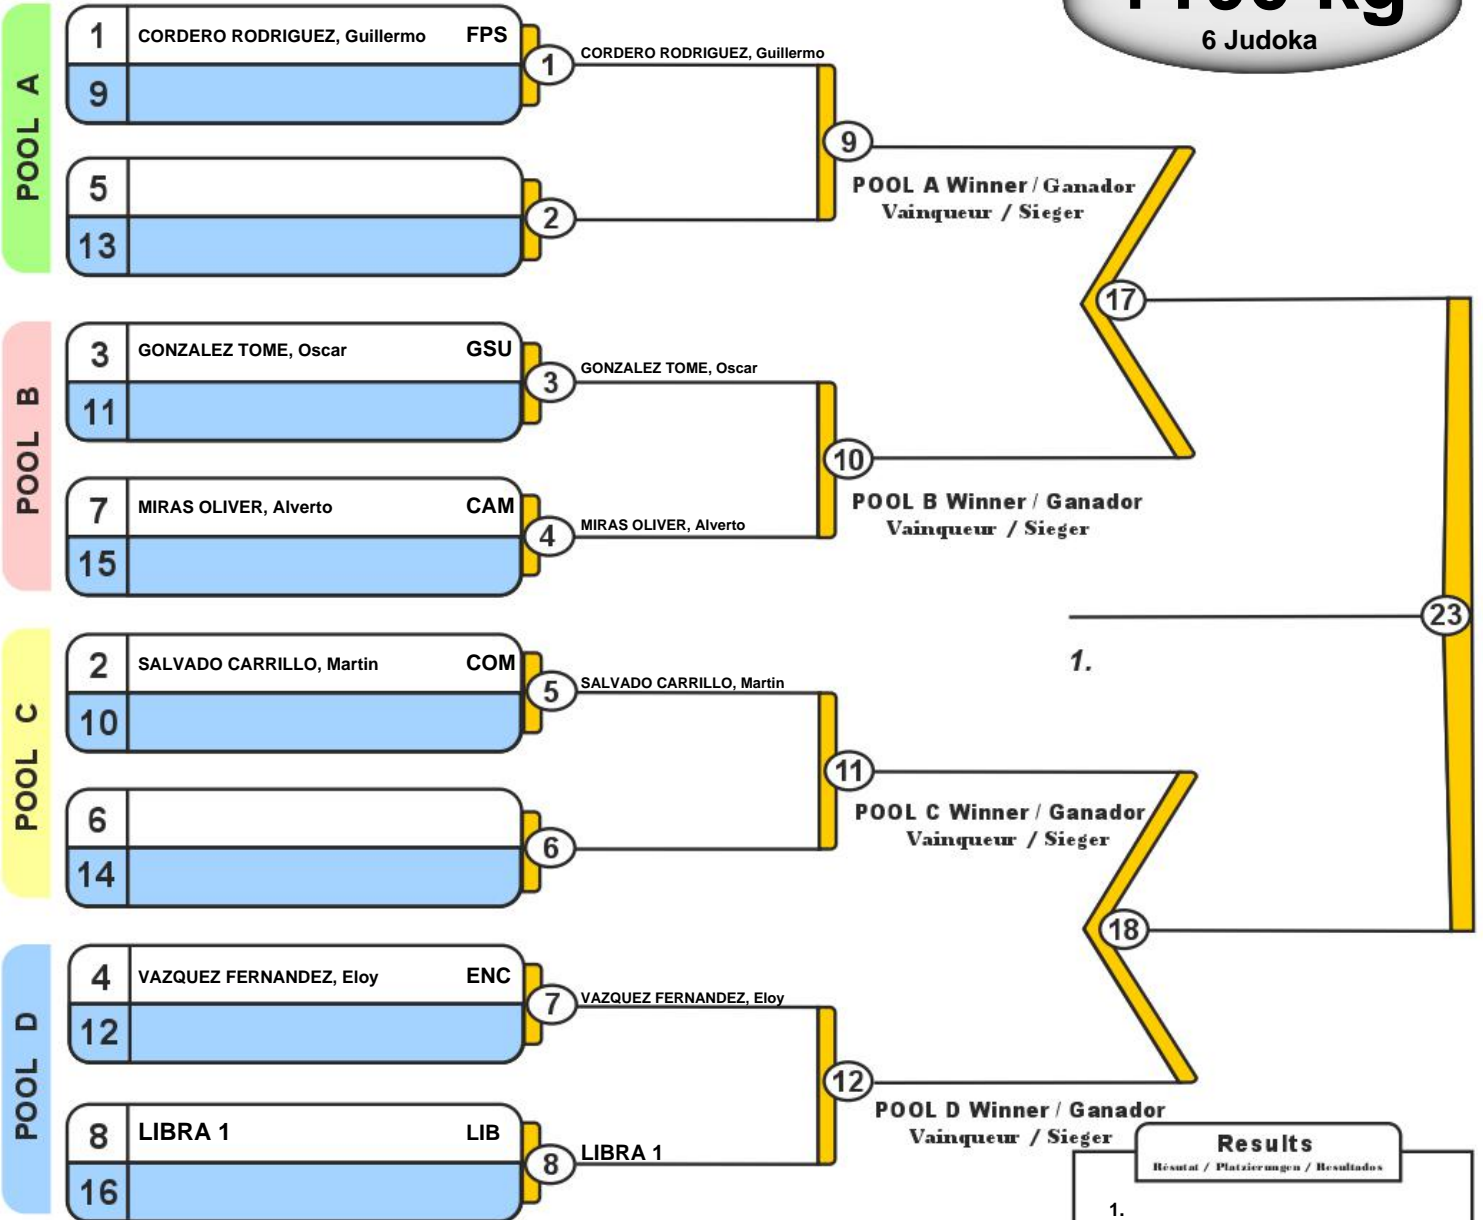 6 Judoka
POOL A
1 CORDERO RODRIGUEZ, Guillermo FPS
9
1
CORDERO RODRIGUEZ, Guillermo
5
13
2
9
POOL A Winner / Ganador
Vainqueur / Sieger
POOL B
3 GONZALEZ TOME, Oscar GSU
11
3
GONZALEZ TOME, Oscar
7 MIRAS OLIVER, Alverto CAM
15
4
MIRAS OLIVER, Alverto
10
POOL B Winner / Ganador
Vainqueur / Sieger
17
POOL C
2 SALVADO CARRILLO, Martin COM
10
5
SALVADO CARRILLO, Martin
6
14
6
11
POOL C Winner / Ganador
Vainqueur / Sieger
POOL D
4 VAZQUEZ FERNANDEZ, Eloy ENC
12
7
VAZQUEZ FERNANDEZ, Eloy
8 LIBRA 1 LIB
16
8
LIBRA 1
12
POOL D Winner / Ganador
Vainqueur / Sieger
18
23
1.
Results
Résutat / Platzierungen / Resultados
1.